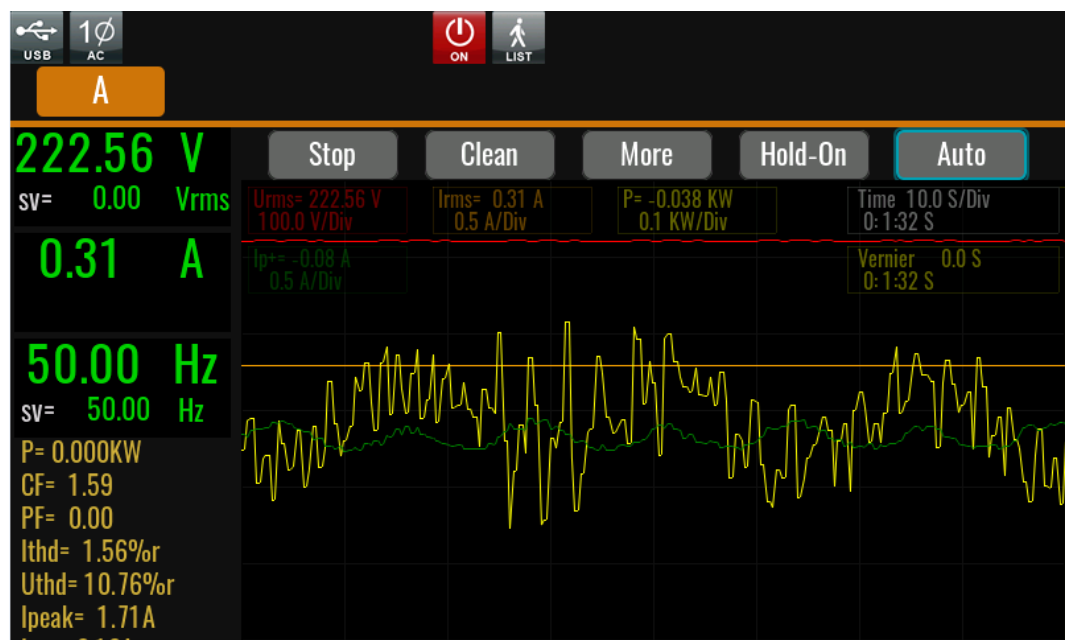 USB
1Ø
AC
ON
LIST
A
222.56 V
sv= 0.00 Vrms
0.31 A
50.00 Hz
sv= 50.00 Hz
P= 0.000KW
CF= 1.59
PF= 0.00
Ithd= 1.56%r
Uthd= 10.76%r
Ipeak= 1.71A
Stop Clean More Hold-On Auto
Urms= 222.56 V
100.0 V/Div
Irms= 0.31 A
0.5 A/Div
P= -0.038 KW
0.1 KW/Div
Time 10.0 S/Div
0: 1:32 S
Ip+= -0.08 A
0.5 A/Div
Vernier 0.0 S
0: 1:32 S